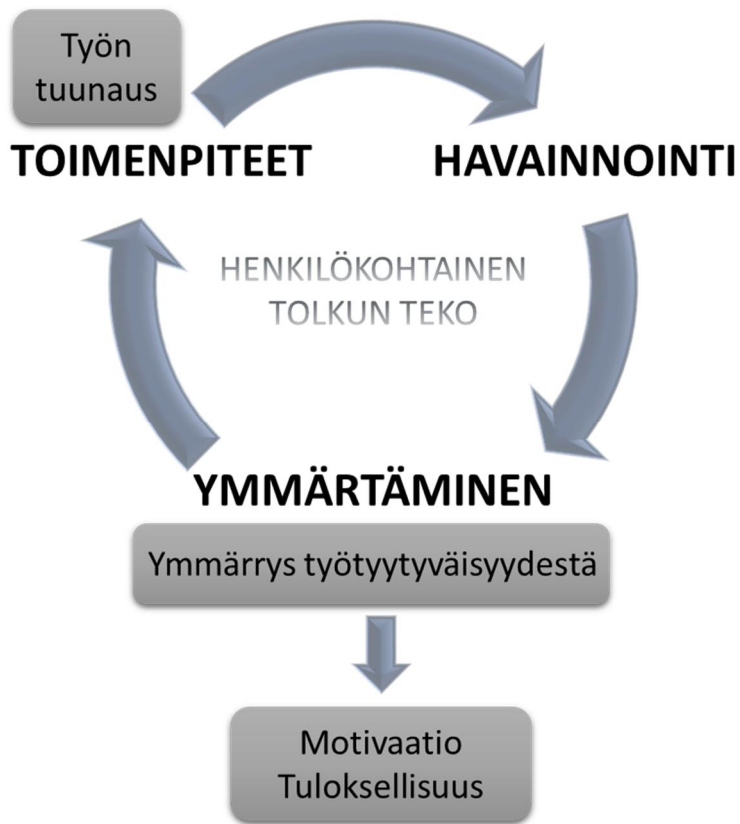 Työn
tuunaus
TOIMENPITEET
HAVAINNOINTI
HENKILÖKOHTAINEN
TOLKUN TEKO
YMMÄRTÄMINEN
Ymmärrys työtyytyväisyydestä
Motivaatio
Tuloksellisuus